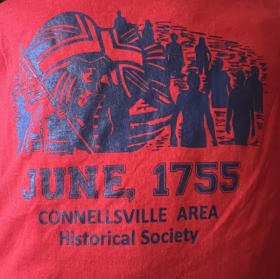 JUNE, 1755
CONNELLSVILLE AREA
Historical Society